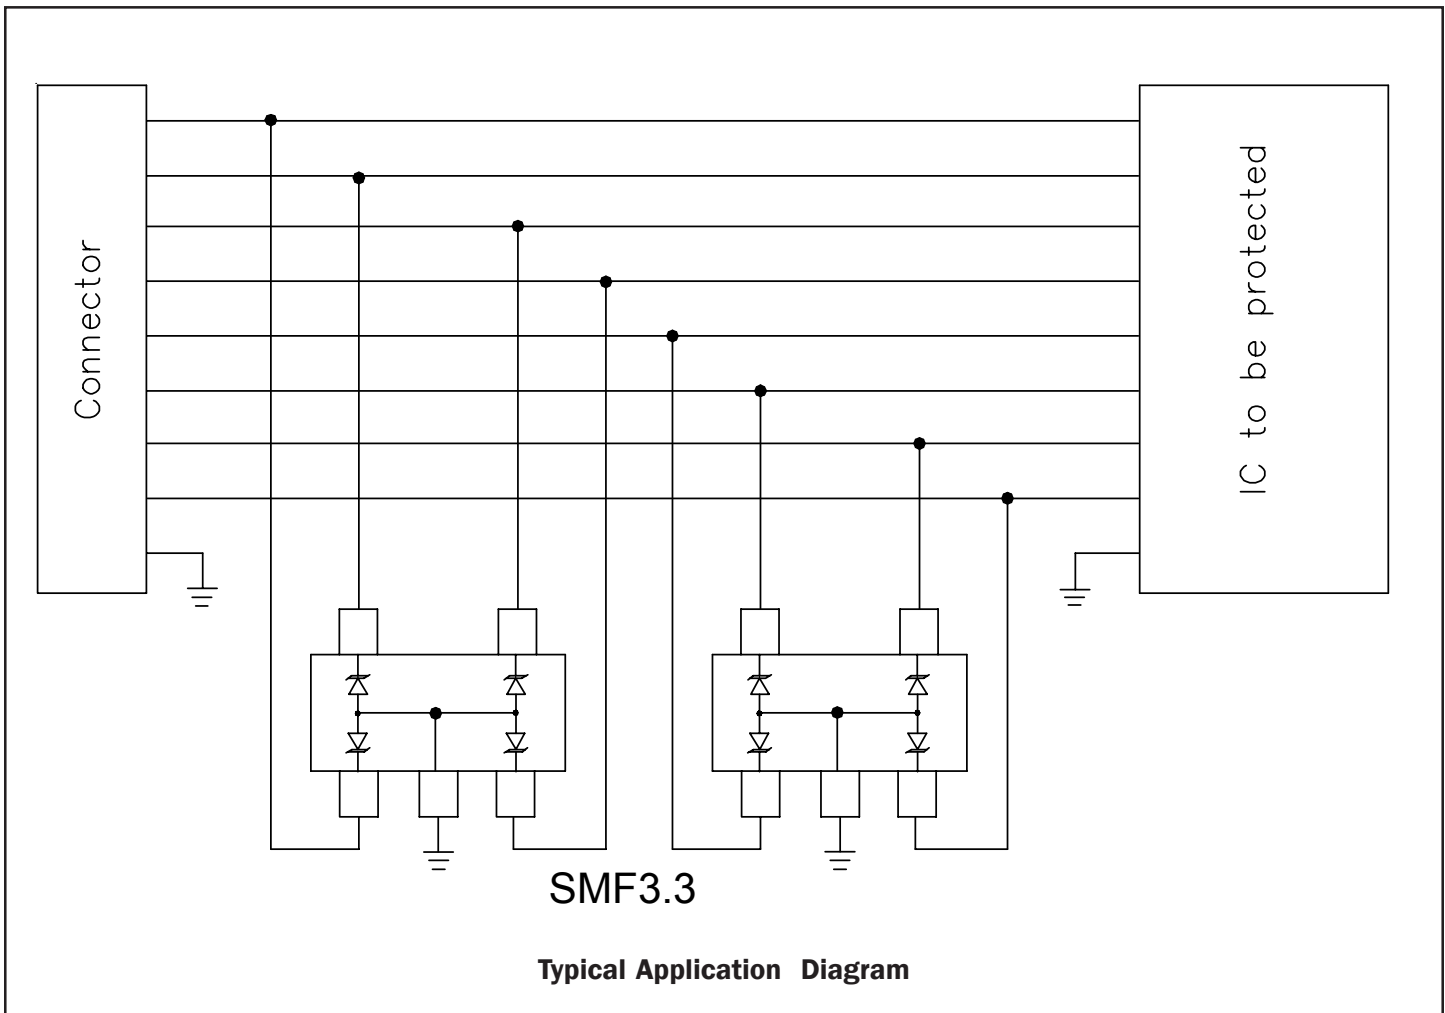 Connector
IC to be protected
SMF3.3
Typical Application Diagram